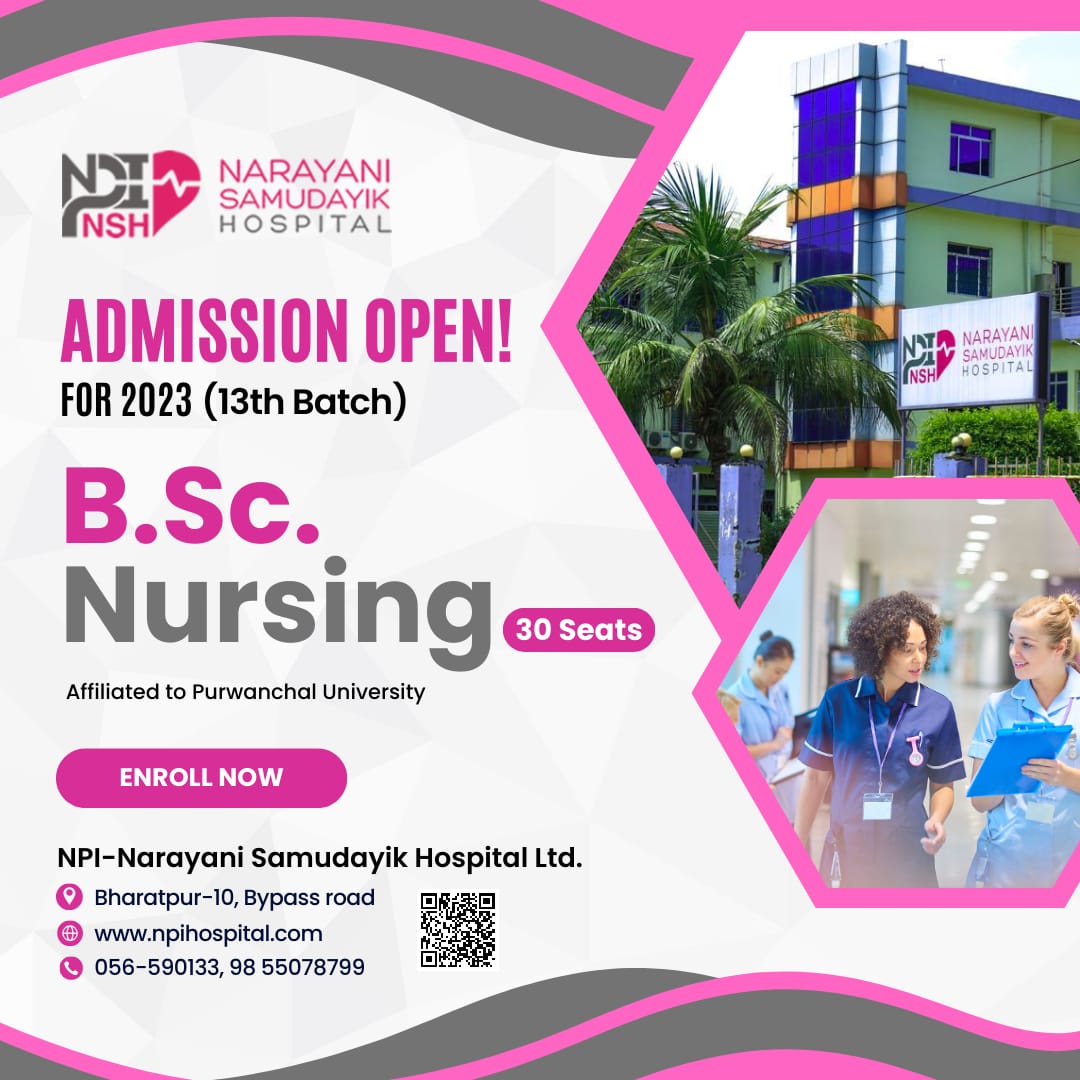 NPI
NSH
NARAYANI
SAMUDAYIK
HOSPITAL
ADMISSION OPEN!
FOR 2023 (13th Batch)
B.Sc.
Nursing
30 Seats
Affiliated to Purwanchal University
ENROLL NOW
NPI-Narayani Samudayik Hospital Ltd.
Bharatpur-10, Bypass road
www.npihospital.com
056-590133, 98 55078799
NPI
NSH
NARAYANI
SAMUDAYIK
HOSPITAL